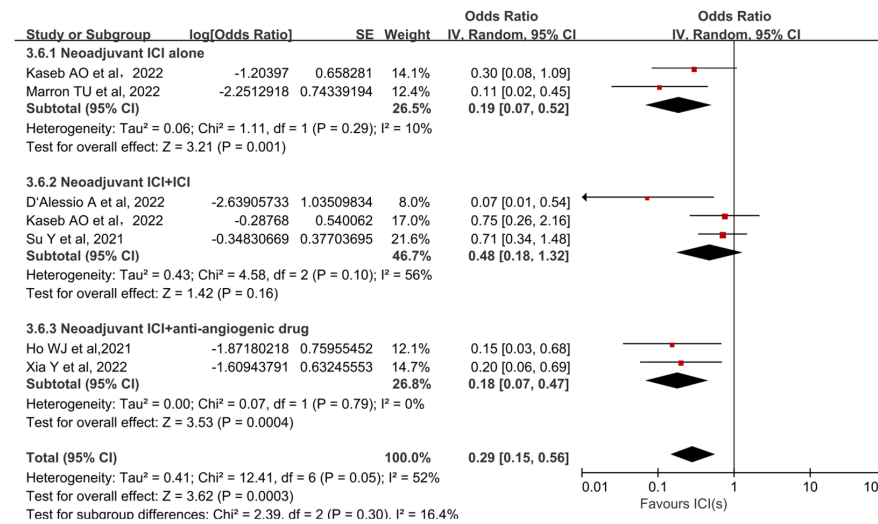 Odds Ratio Odds Ratio
Study or Subgroup log[Odds Ratio] SE Weight IV, Random, 95% CI IV, Random, 95% CI
3.6.1 Neoadjuvant ICI alone
Kaseb AO et al，2022 -1.20397 0.658281 14.1% 0.30 [0.08, 1.09]
Marron TU et al, 2022 -2.2512918 0.74339194 12.4% 0.11 [0.02, 0.45]
Subtotal (95% CI) 26.5% 0.19 [0.07, 0.52]
Heterogeneity: Tau² = 0.06; Chi² = 1.11, df = 1 (P = 0.29); I² = 10%
Test for overall effect: Z = 3.21 (P = 0.001)
3.6.2 Neoadjuvant ICI+ICI
D'Alessio A et al, 2022 -2.63905733 1.03509834 8.0% 0.07 [0.01, 0.54]
Kaseb AO et al，2022 -0.28768 0.540062 17.0% 0.75 [0.26, 2.16]
Su Y et al, 2021 -0.34830669 0.37703695 21.6% 0.71 [0.34, 1.48]
Subtotal (95% CI) 46.7% 0.48 [0.18, 1.32]
Heterogeneity: Tau² = 0.43; Chi² = 4.58, df = 2 (P = 0.10); I² = 56%
Test for overall effect: Z = 1.42 (P = 0.16)
3.6.3 Neoadjuvant ICI+anti-angiogenic drug
Ho WJ et al,2021 -1.87180218 0.75955452 12.1% 0.15 [0.03, 0.68]
Xia Y et al, 2022 -1.60943791 0.63245553 14.7% 0.20 [0.06, 0.69]
Subtotal (95% CI) 26.8% 0.18 [0.07, 0.47]
Heterogeneity: Tau² = 0.00; Chi² = 0.07, df = 1 (P = 0.79); I² = 0%
Test for overall effect: Z = 3.53 (P = 0.0004)
Total (95% CI) 100.0% 0.29 [0.15, 0.56]
Heterogeneity: Tau² = 0.41; Chi² = 12.41, df = 6 (P = 0.05); I² = 52%
Test for overall effect: Z = 3.62 (P = 0.0003)
Test for subgroup differences: Chi² = 2.39, df = 2 (P = 0.30), I² = 16.4%
0.01 0.1 1 10 10
Favours ICI(s)